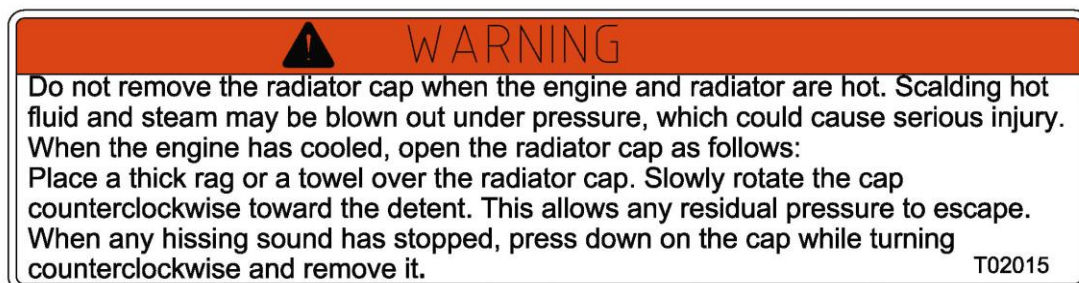 WARNING
Do not remove the radiator cap when the engine and radiator are hot. Scalding hot
fluid and steam may be blown out under pressure, which could cause serious injury.
When the engine has cooled, open the radiator cap as follows:
Place a thick rag or a towel over the radiator cap. Slowly rotate the cap
counterclockwise toward the detent. This allows any residual pressure to escape.
When any hissing sound has stopped, press down on the cap while turning
counterclockwise and remove it.
T02015